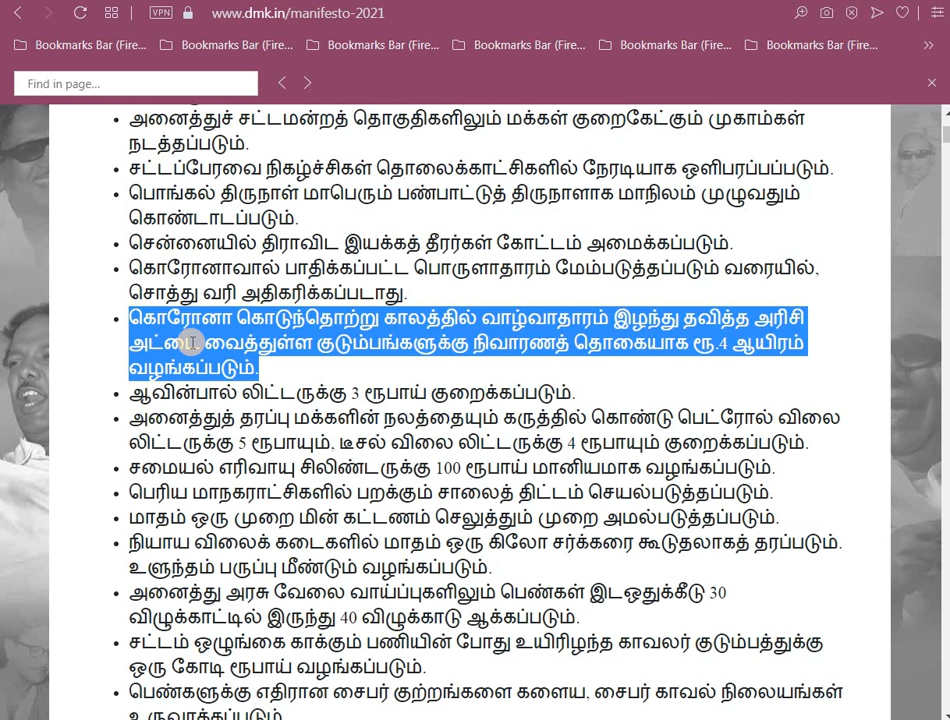 VPN www.dmk.in/manifesto-2021
Bookmarks Bar (Fire... Bookmarks Bar (Fire... Bookmarks Bar (Fire... Bookmarks Bar (Fire... Bookmarks Bar (Fire... Bookmarks Bar (Fire...
Find in page...
• அனைத்துச் சட்டமன்றத் தொகுதிகளிலும் மக்கள் குறைகேட்கும் முகாம்கள்
நடத்தப்படும்.
• சட்டப்பேரவை நிகழ்ச்சிகள் தொலைக்காட்சிகளில் நேரடியாக ஒளிபரப்பப்படும்.
• பொங்கல் திருநாள் மாபெரும் பண்பாட்டுத் திருநாளாக மாநிலம் முழுவதும்
கொண்டாடப்படும்.
• சென்னையில் திராவிட இயக்கத் தீரர்கள் கோட்டம் அமைக்கப்படும்.
• கொரோனாவால் பாதிக்கப்பட்ட பொருளாதாரம் மேம்படுத்தப்படும் வரையில்,
சொத்து வரி அதிகரிக்கப்படாது.
• கொரோனா கொடுந்தொற்று காலத்தில் வாழ்வாதாரம் இழந்து தவித்த அரிசி
அட்டை வைத்துள்ள குடும்பங்களுக்கு நிவாரணத் தொகையாக ரூ.4 ஆயிரம்
வழங்கப்படும்.
• ஆவின்பால் லிட்டருக்கு 3 ரூபாய் குறைக்கப்படும்.
• அனைத்துத் தரப்பு மக்களின் நலத்தையும் கருத்தில் கொண்டு பெட்ரோல் விலை
லிட்டருக்கு 5 ரூபாயும், டீசல் விலை லிட்டருக்கு 4 ரூபாயும் குறைக்கப்படும்.
• சமையல் எரிவாயு சிலிண்டருக்கு 100 ரூபாய் மானியமாக வழங்கப்படும்.
• பெரிய மாநகராட்சிகளில் பறக்கும் சாலைத் திட்டம் செயல்படுத்தப்படும்.
• மாதம் ஒரு முறை மின் கட்டணம் செலுத்தும் முறை அமல்படுத்தப்படும்.
• நியாய விலைக் கடைகளில் மாதம் ஒரு கிலோ சர்க்கரை கூடுதலாகத் தரப்படும்.
உளுந்தம் பருப்பு மீண்டும் வழங்கப்படும்.
• அனைத்து அரசு வேலை வாய்ப்புகளிலும் பெண்கள் இடஒதுக்கீடு 30
விழுக்காட்டில் இருந்து 40 விழுக்காடு ஆக்கப்படும்.
• சட்டம் ஒழுங்கை காக்கும் பணியின் போது உயிரிழந்த காவலர் குடும்பத்துக்கு
ஒரு கோடி ரூபாய் வழங்கப்படும்.
• பெண்களுக்கு எதிரான சைபர் குற்றங்களை களைய, சைபர் காவல் நிலையங்கள்
உருவாக்கப்படும்.